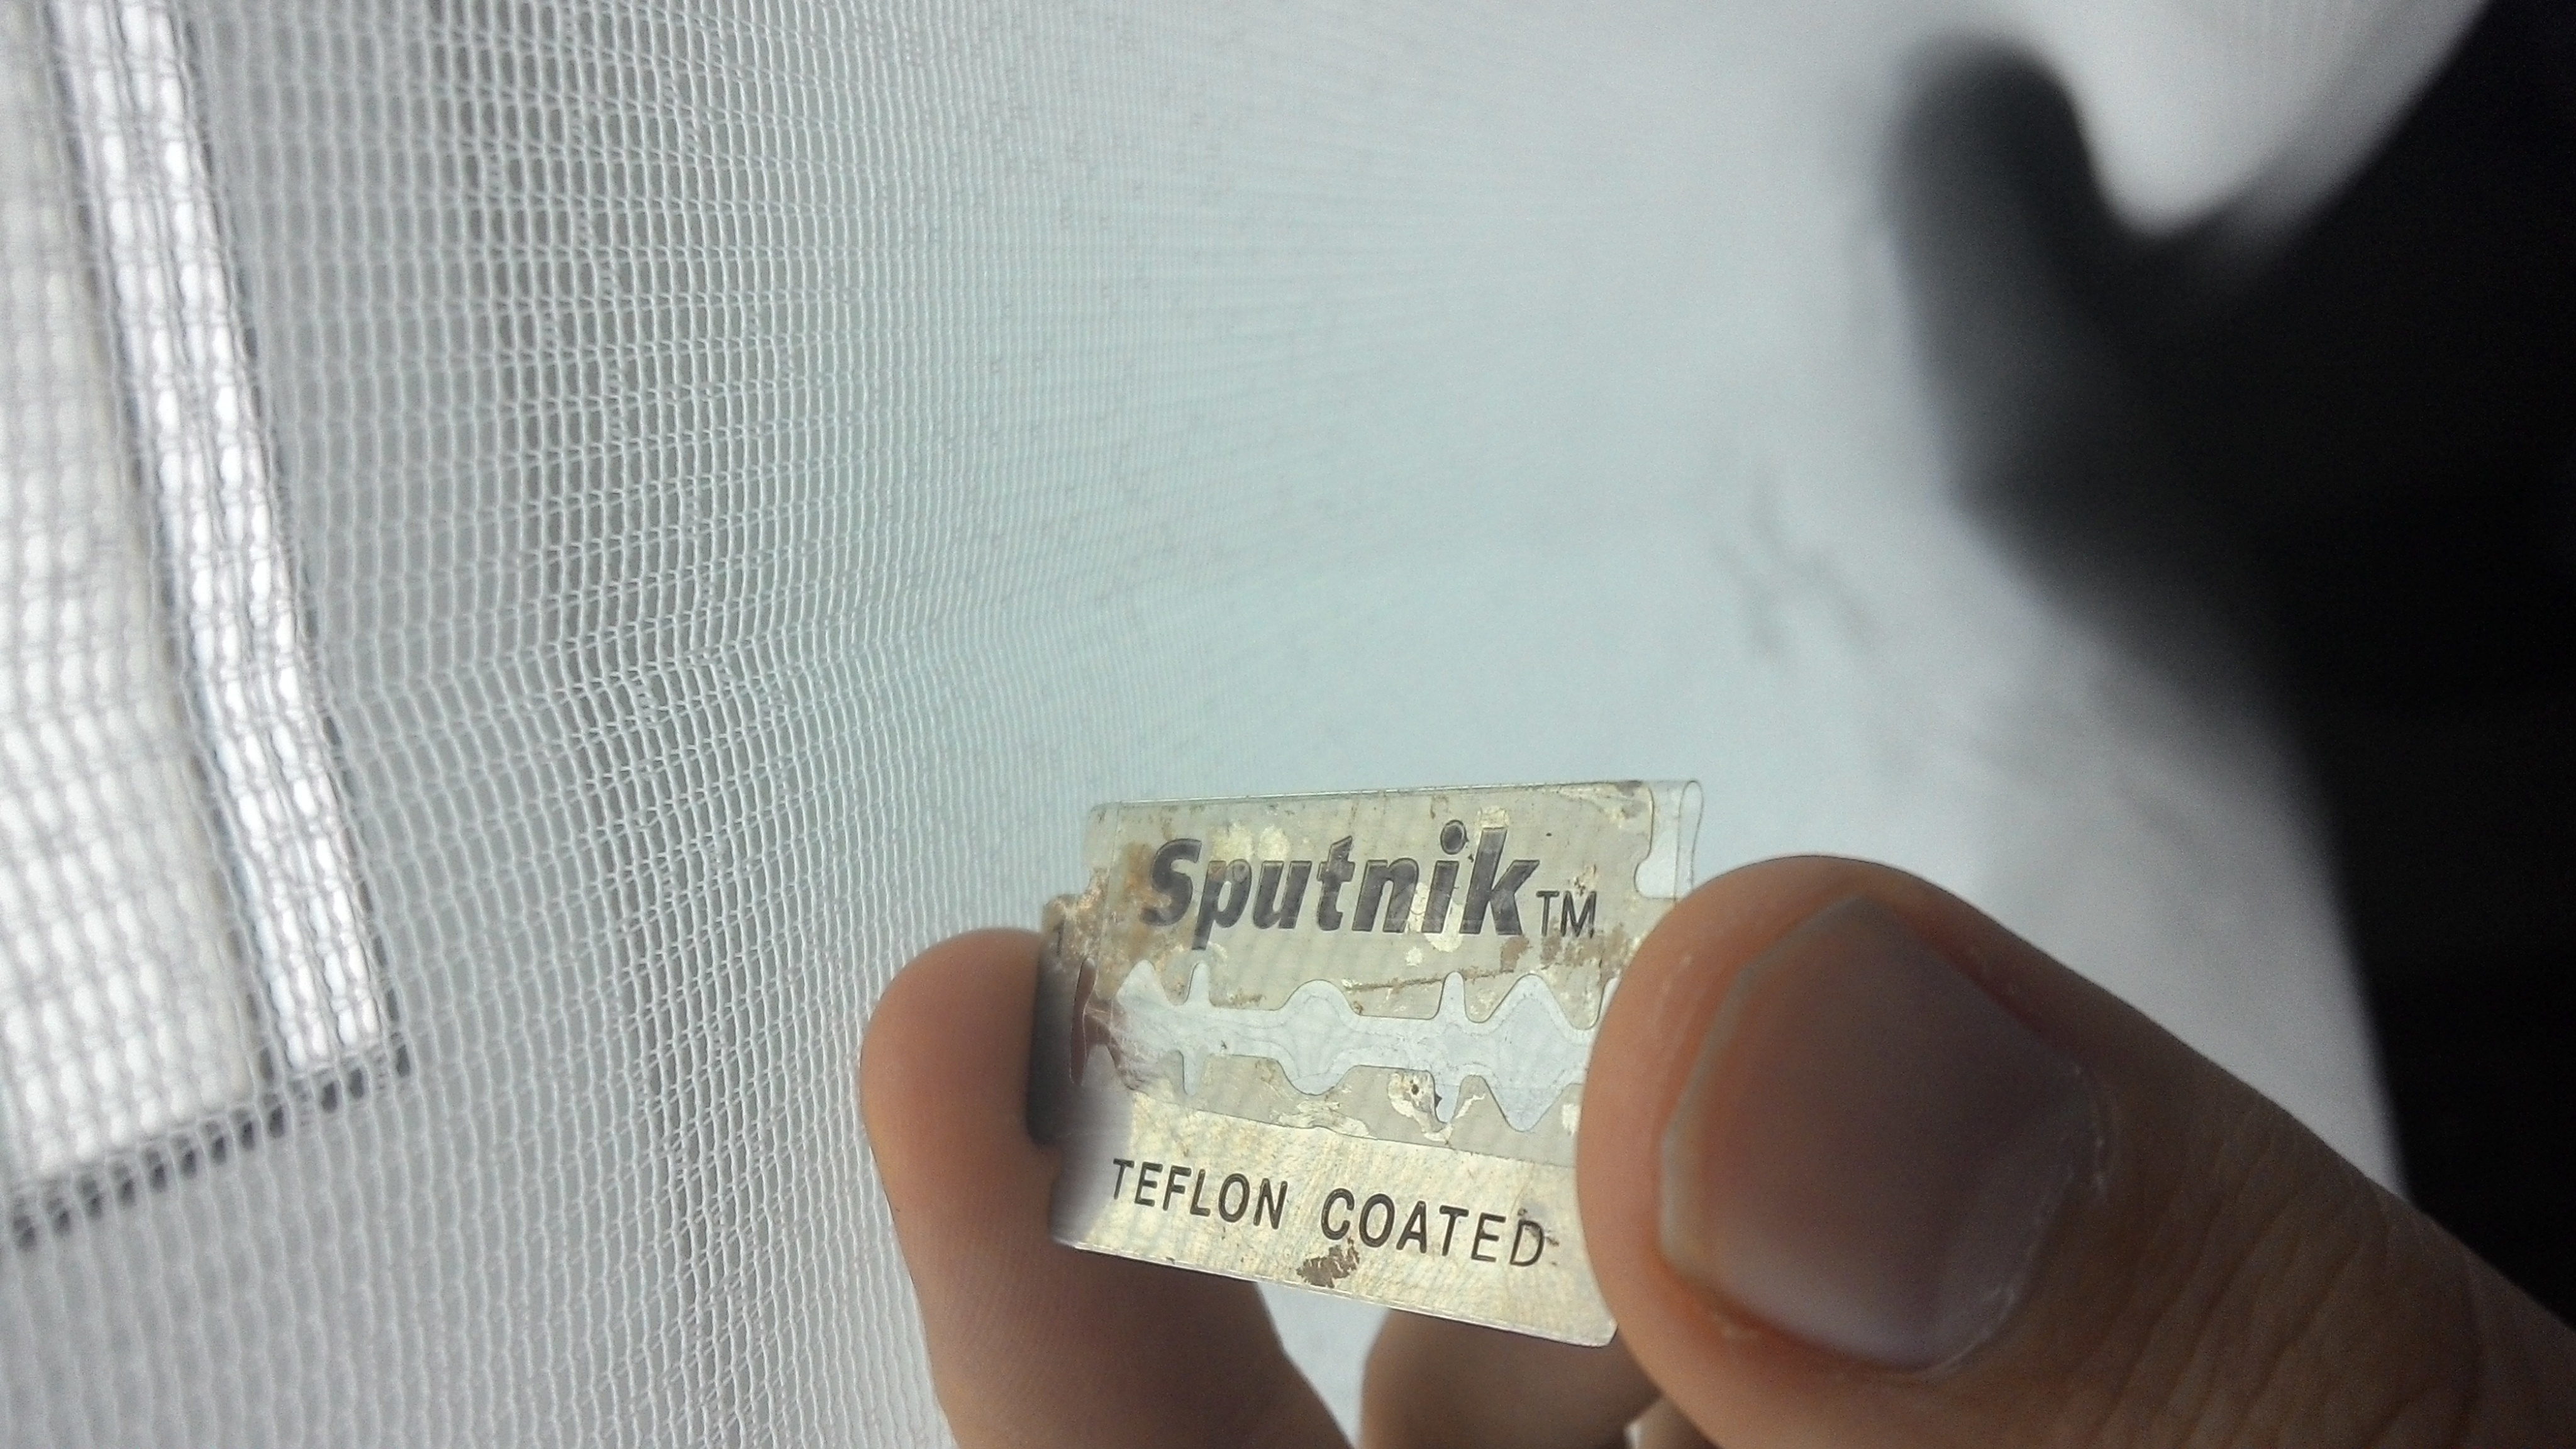 Sputnik™
TEFLON COATED